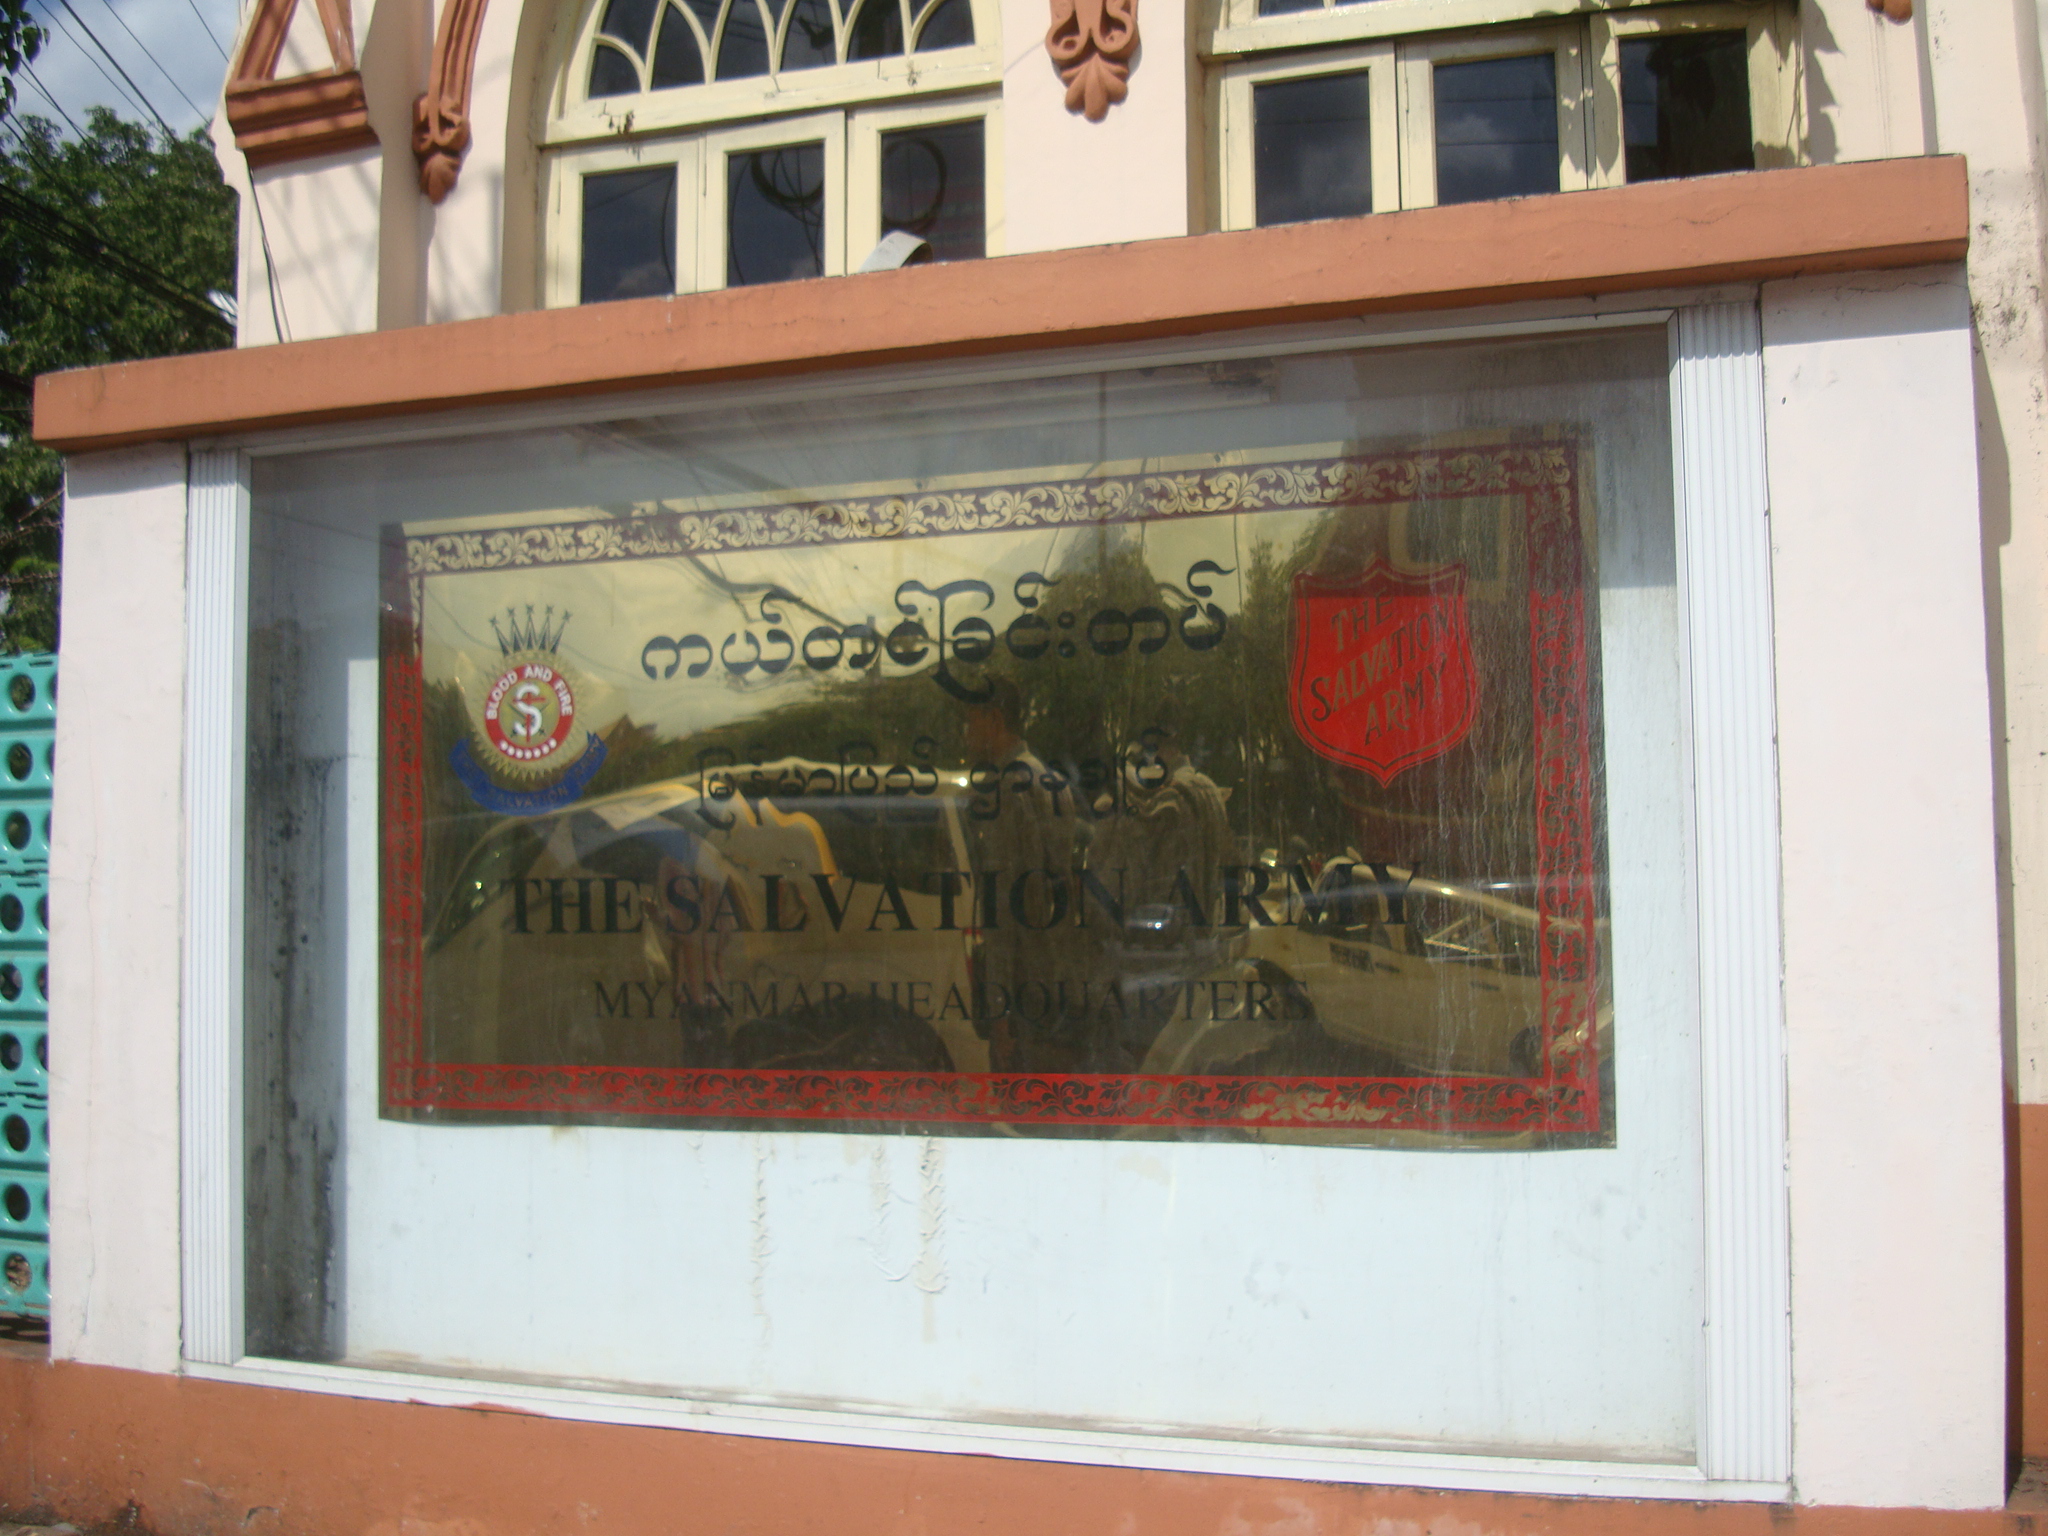 ကယ်တင်ခြင်းတပ်
BLOOD AND FIRE
S
SALVATION
THE
SALVATION
ARMY
မြန်မာပြည် ဌာနချုပ်
THE SALVATION ARMY
MYANMAR HEADQUARTERS